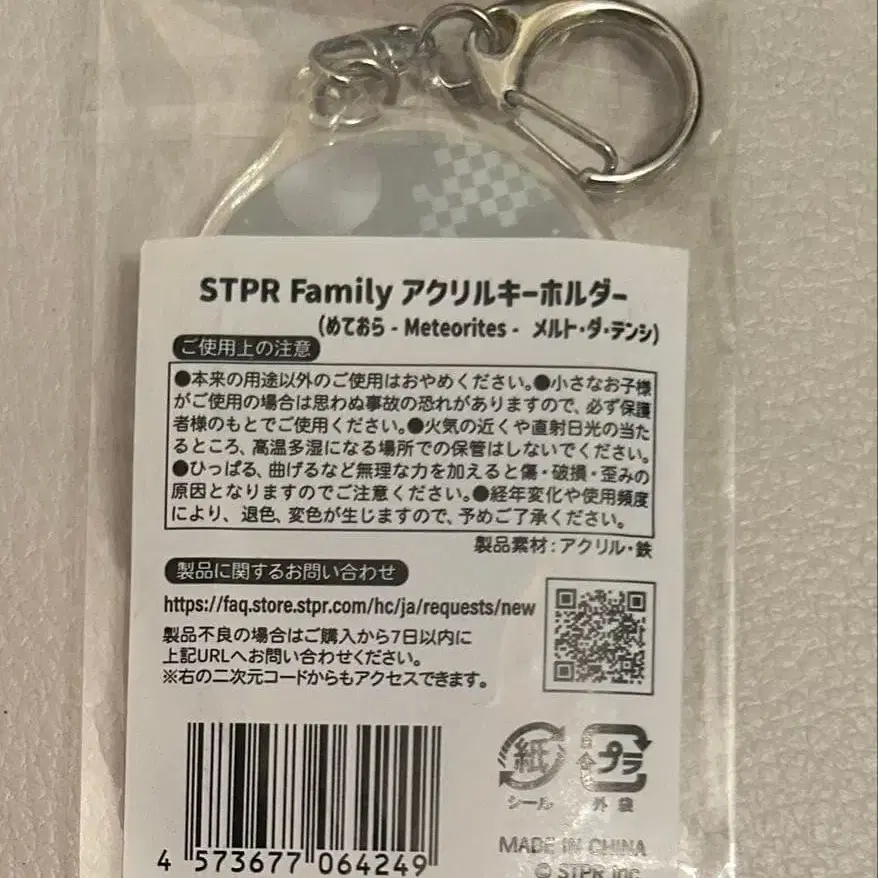 STPR Family アクリルキーホルダー
(めておら - Meteorites - メルト・ダ・テンシ)
ご使用上の注意
●本来の用途以外のご使用はおやめください。●小さなお子様
がご使用の場合は思わぬ事故の恐れがありますので、必ず保護
者様のもとでご使用ください。●火気の近くや直射日光の当た
るところ、高温多湿になる場所での保管はしないでください。
●ひっぱる、曲げるなど無理な力を加えると傷・破損・歪みの
原因となりますのでご注意ください。●経年変化や使用頻度
により、退色、変色が生じますので、予めご了承ください。
製品素材：アクリル・鉄
製品に関するお問い合わせ
https://faq.store.stpr.com/hc/ja/requests/new
製品不良の場合はご購入から7日以内に
上記URLへお問い合わせください。
※右の二次元コードからもアクセスできます。
紙
シール
プラ
台
合
外袋
4 573677 064249
MADE IN CHINA
© STPR Inc.